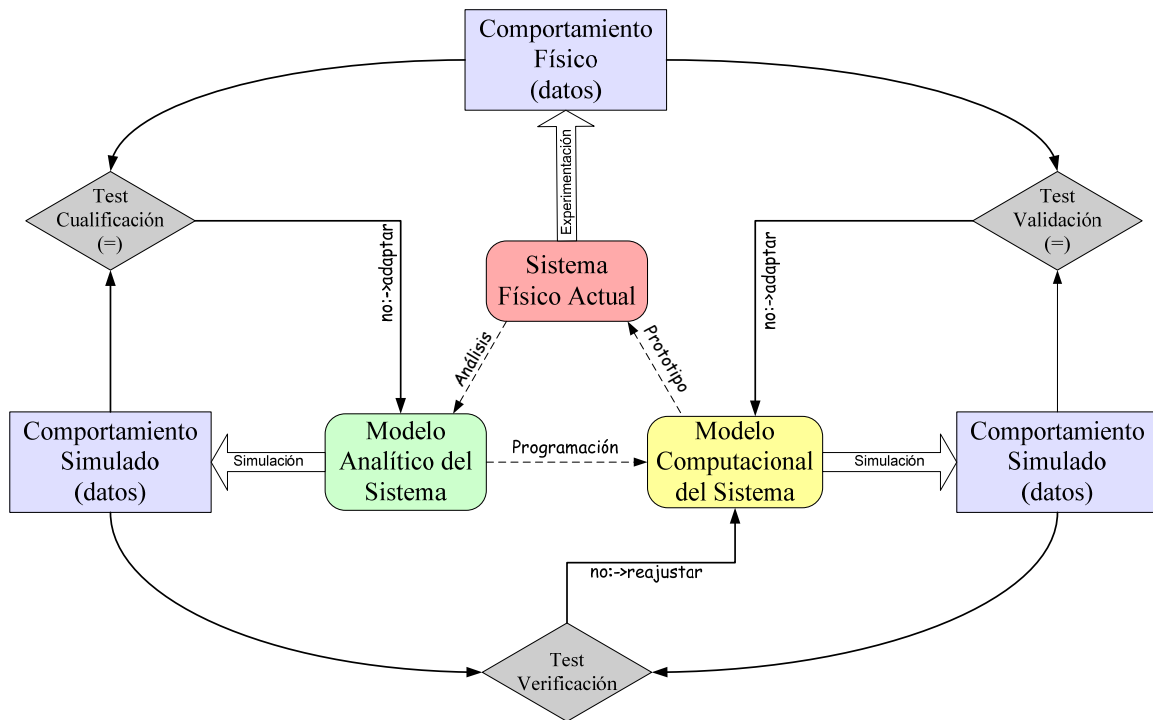 Comportamiento
Físico
(datos)
Experimentación
Test
Cualificación
(=)
Test
Validación
(=)
no:->adaptar
Sistema
Físico Actual
no:->adaptar
Análisis
Prototipo
Comportamiento
Simulado
(datos)
Simulación
Modelo
Analítico del
Sistema
Programación
Modelo
Computacional
del Sistema
Simulación
Comportamiento
Simulado
(datos)
no:->reajustar
Test
Verificación